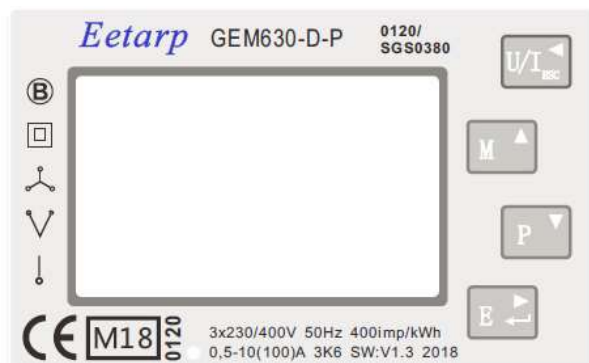 Eetarp GEM630-D-P 0120/
SGS0380
U/I ESC
B
M
P
E
CE M18 0120
3x230/400V 50Hz 400imp/kWh
0,5-10(100)A 3K6 SW:V1.3 2018